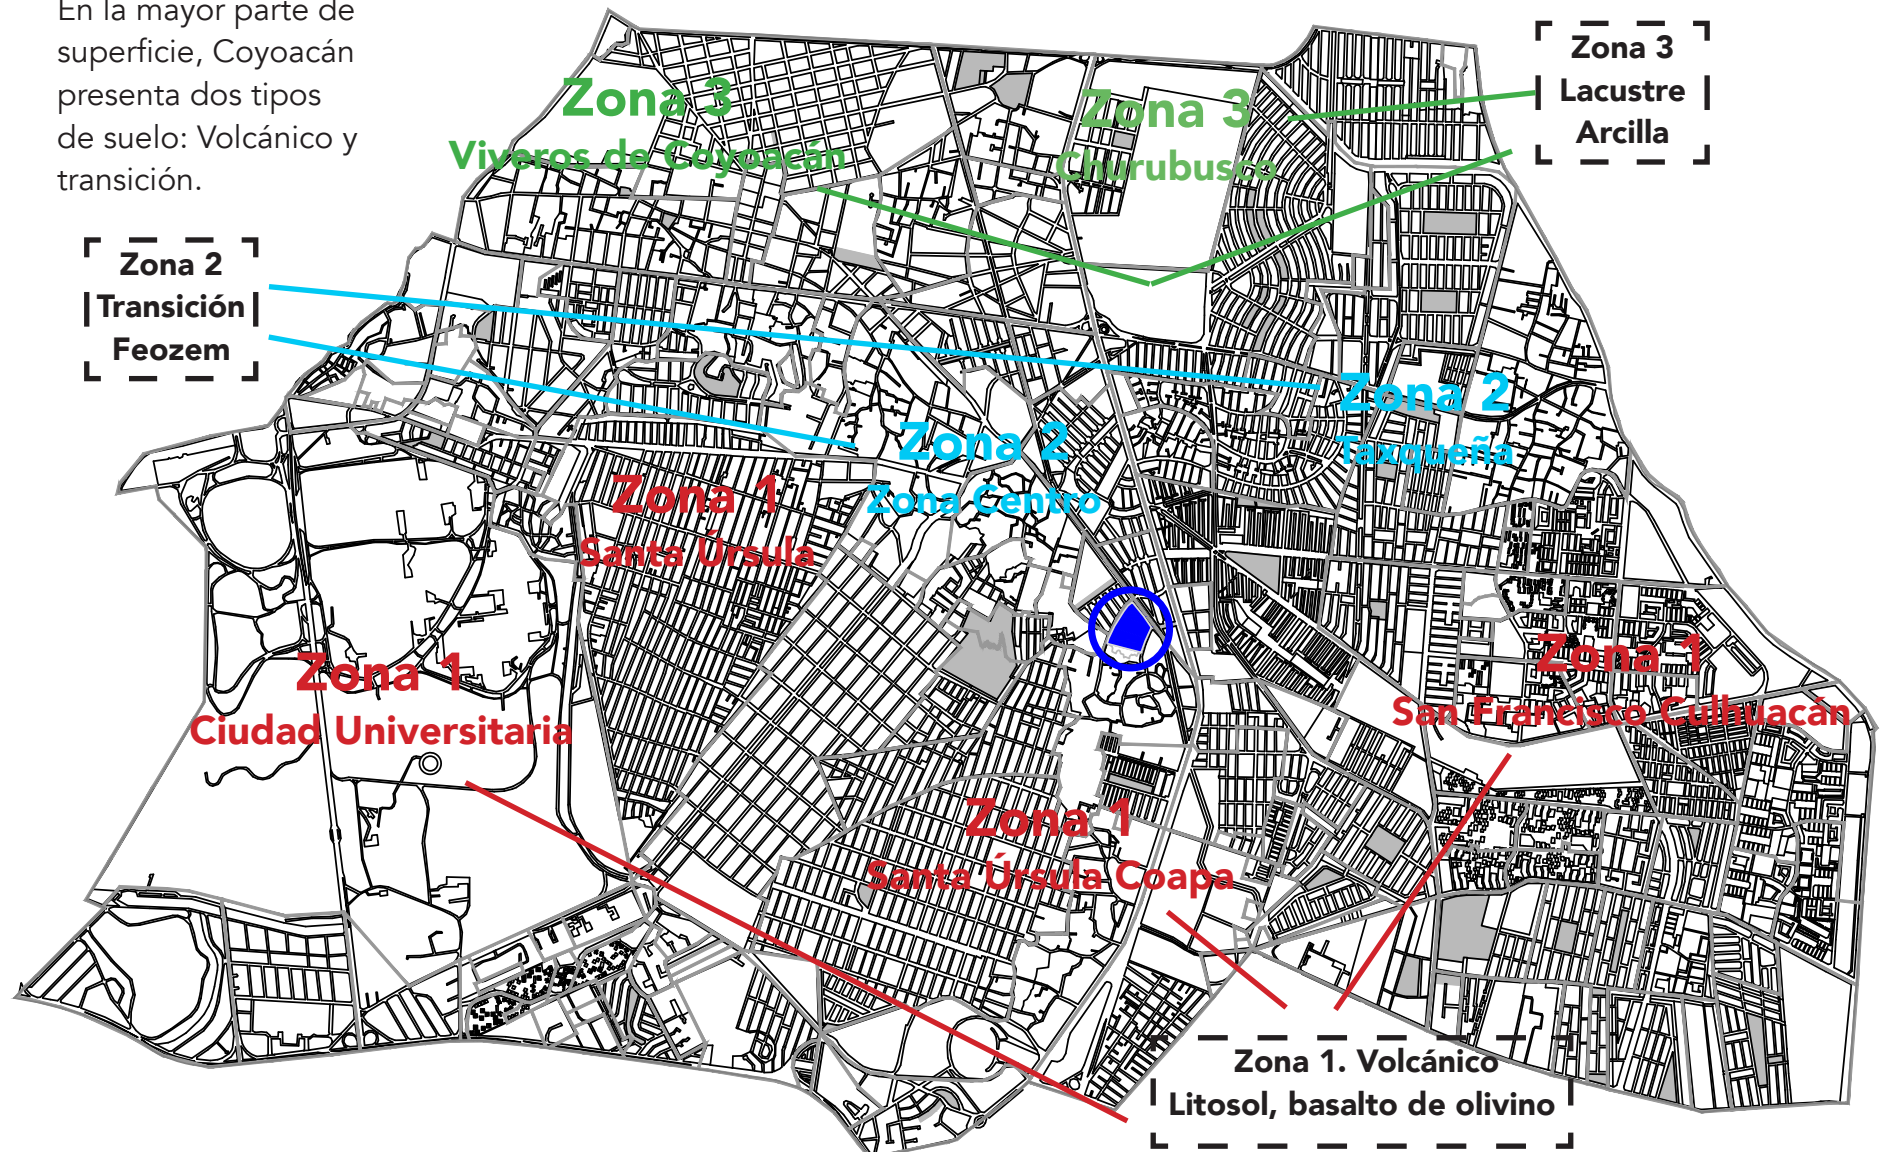 En la mayor parte de
superficie, Coyoacán
presenta dos tipos
de suelo: Volcánico y
transición.
Zona 3
Lacustre
Arcilla
Zona 3
Viveros de Coyoacán
Zona 3
Churubusco
Zona 2
Transición
Feozem
Zona 2
Taxqueña
Zona 2
Zona Centro
Zona 1
Santa Úrsula
Zona 1
Ciudad Universitaria
Zona 1
San Francisco Culhuacán
Zona 1
Santa Úrsula Coapa
Zona 1. Volcánico
Litosol, basalto de olivino